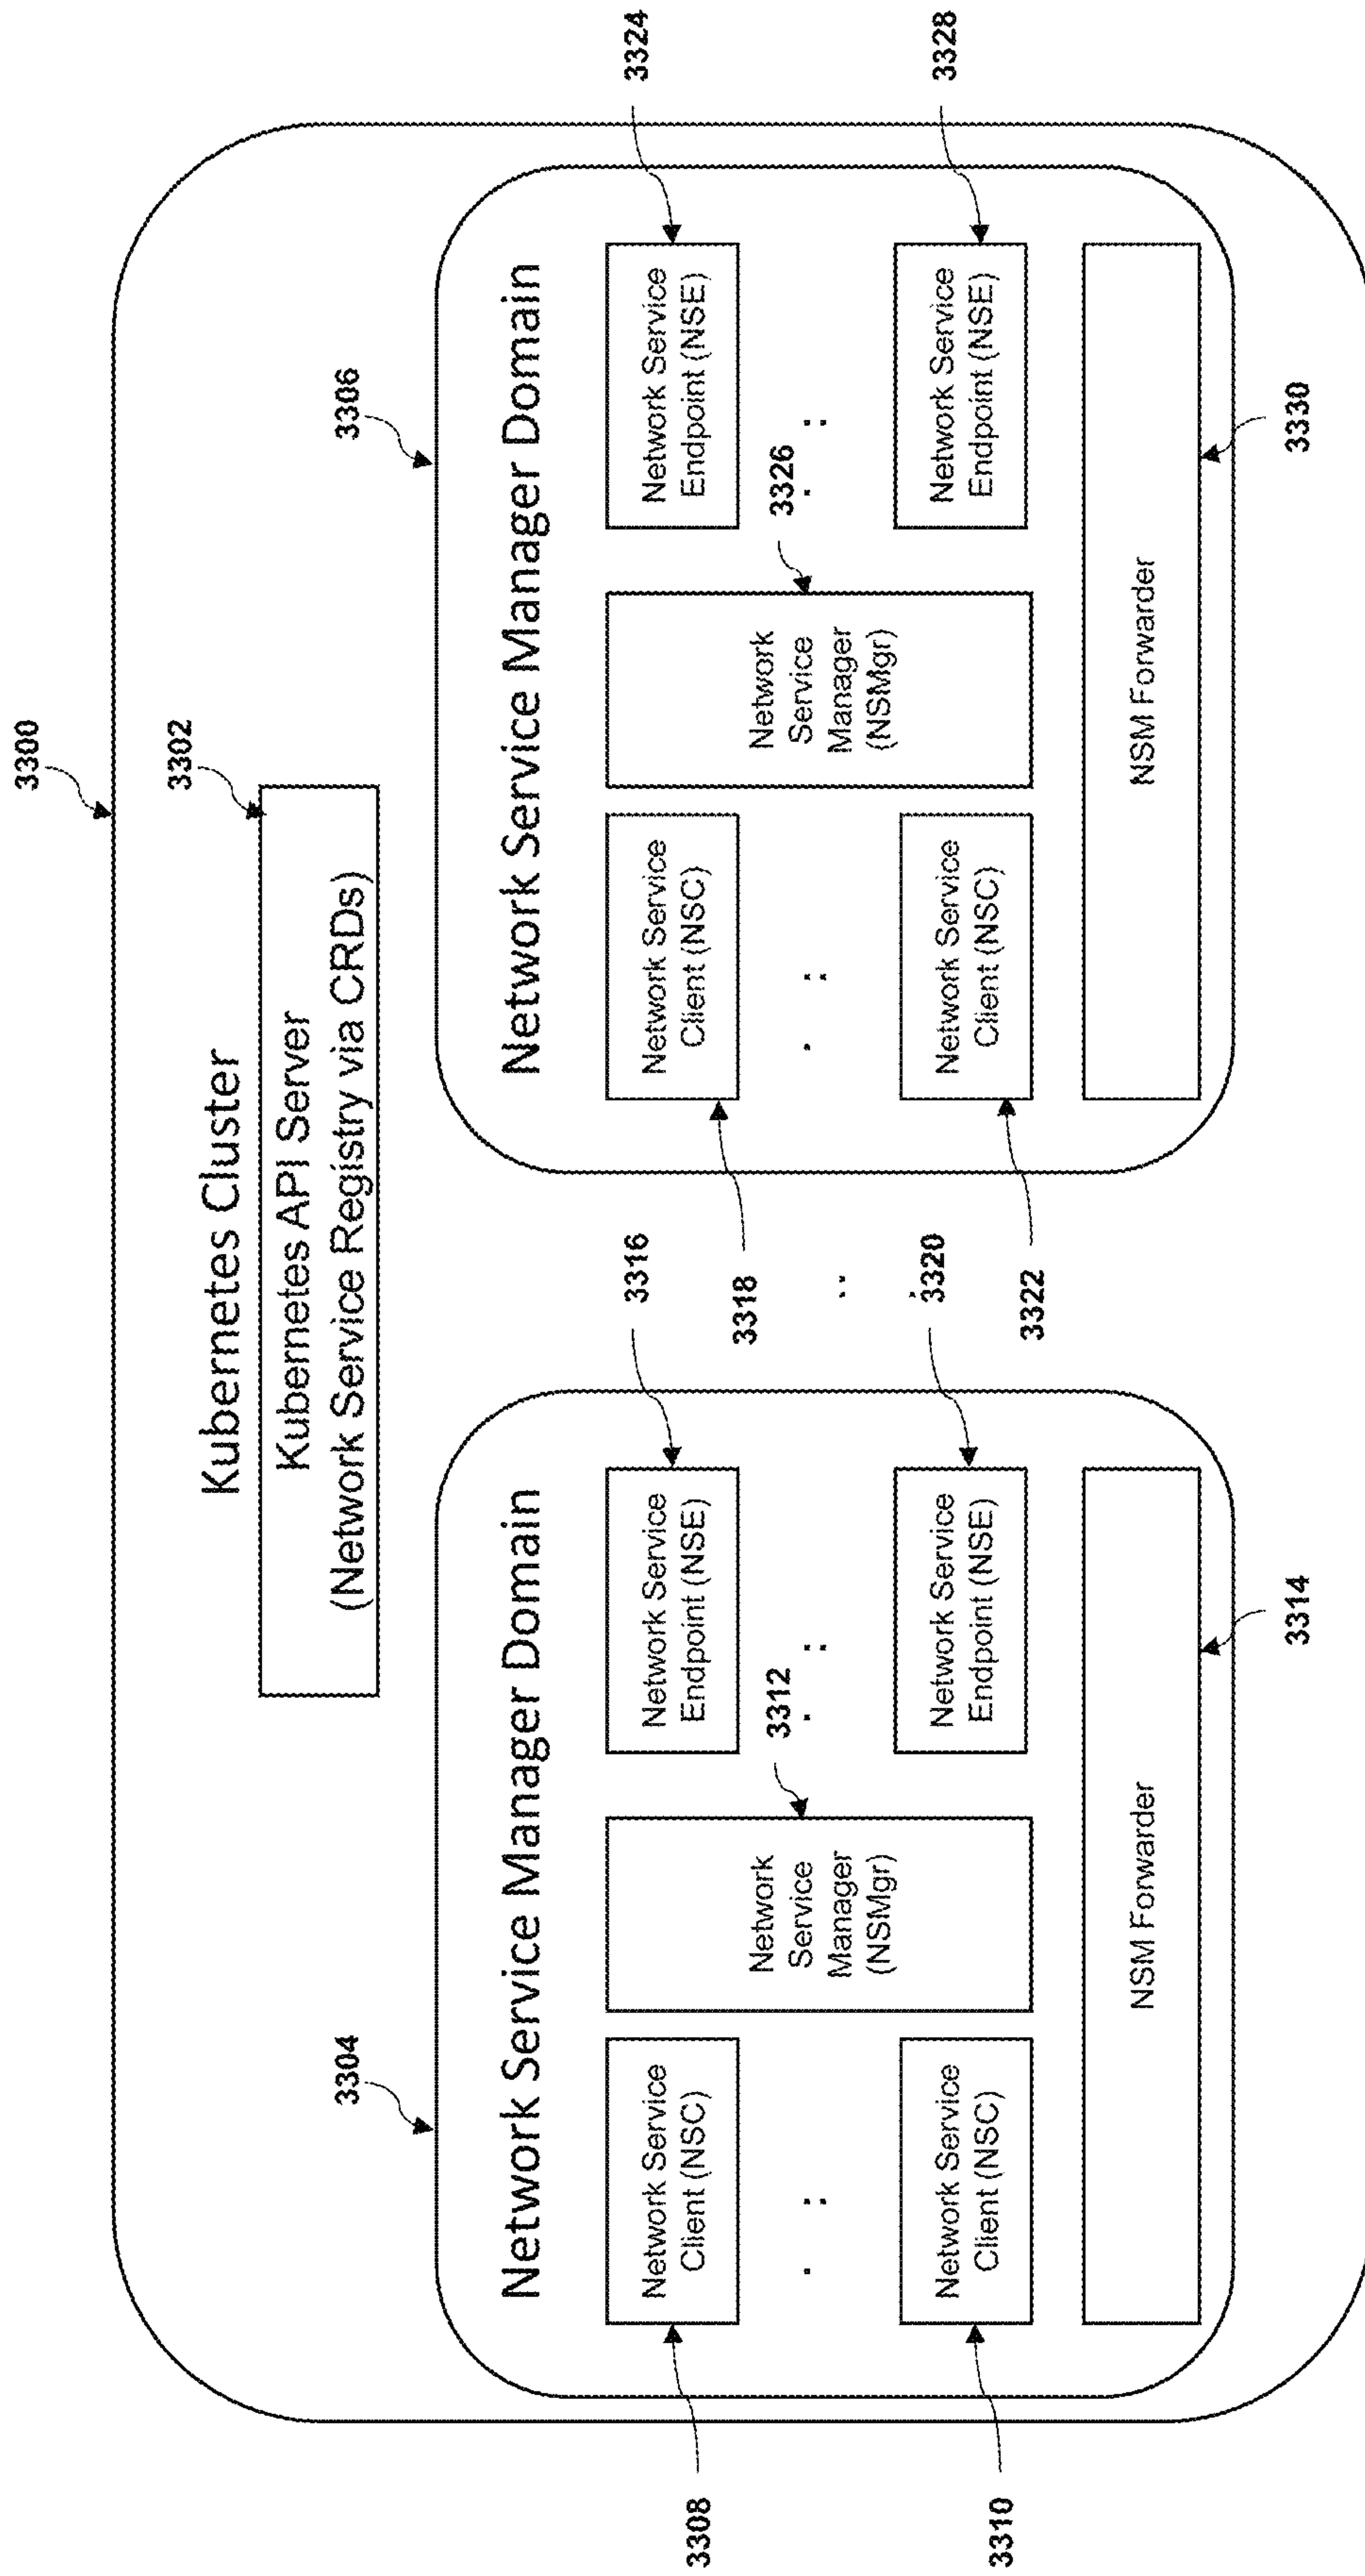 3300
Kubernetes Cluster
3302
Kubernetes API Server
(Network Service Registry via CRDs)
3304
Network Service Manager Domain
3308
Network Service
Client (NSC)
3310
Network Service
Client (NSC)
3312
Network
Service
Manager
(NSMgr)
3316
Network Service
Endpoint (NSE)
3320
Network Service
Endpoint (NSE)
NSM Forwarder
3314
3306
Network Service Manager Domain
3318
Network Service
Client (NSC)
3322
Network Service
Client (NSC)
3326
Network
Service
Manager
(NSMgr)
3324
Network Service
Endpoint (NSE)
3328
Network Service
Endpoint (NSE)
NSM Forwarder
3330